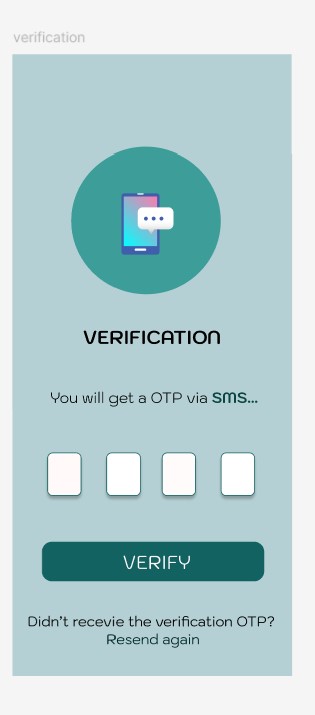 verification
VERIFICATION
You will get a OTP via SMS...
VERIFY
Didn't recevie the verification OTP?
Resend again